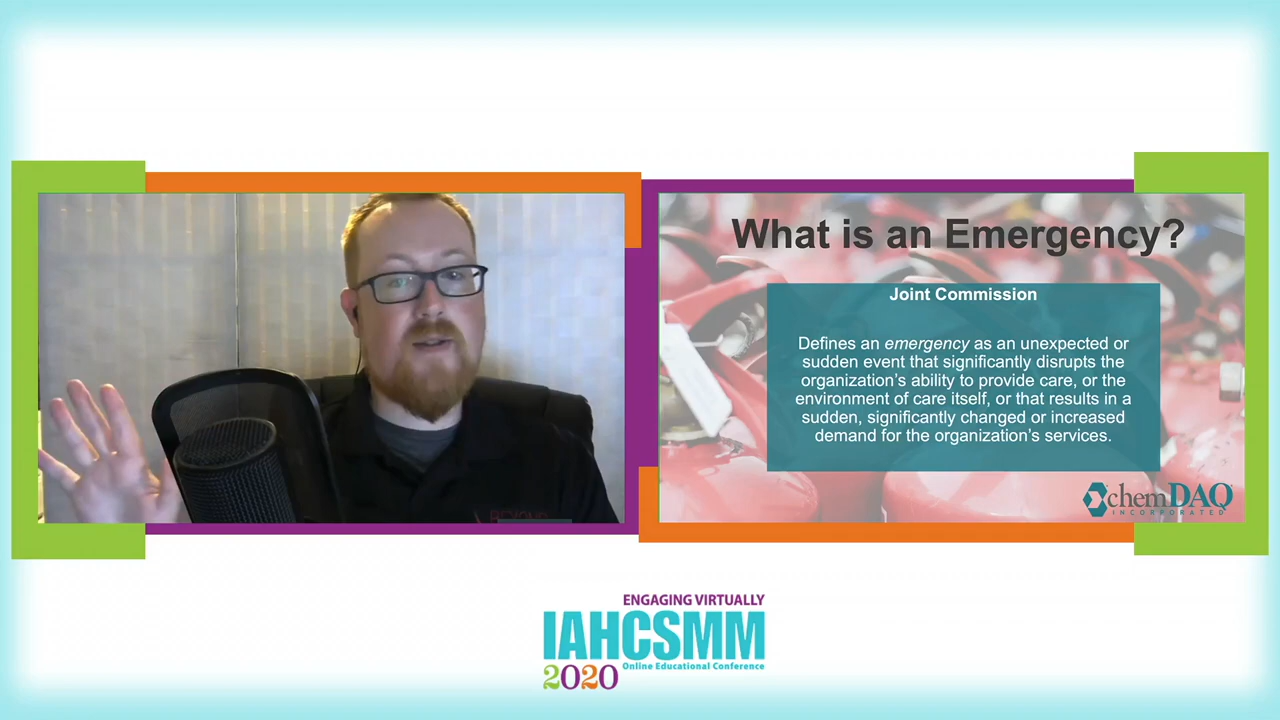 What is an Emergency?
Joint Commission
Defines an emergency as an unexpected or
sudden event that significantly disrupts the
organization's ability to provide care, or the
environment of care itself, or that results in a
sudden, significantly changed or increased
demand for the organization's services.
chemDAQ
INCORPORATED
ENGAGING VIRTUALLY
IAHCSMM
2020 Online Educational Conference